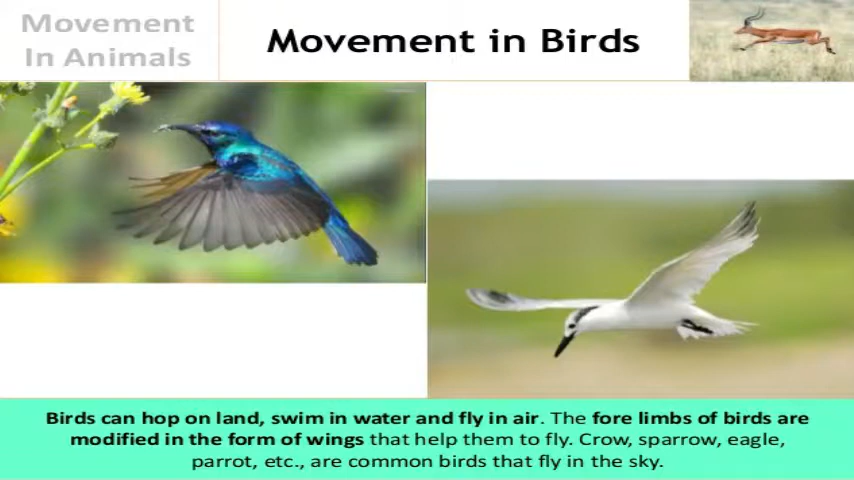 Movement
In Animals
Movement in Birds
Birds can hop on land, swim in water and fly in air. The fore limbs of birds are
modified in the form of wings that help them to fly. Crow, sparrow, eagle,
parrot, etc., are common birds that fly in the sky.